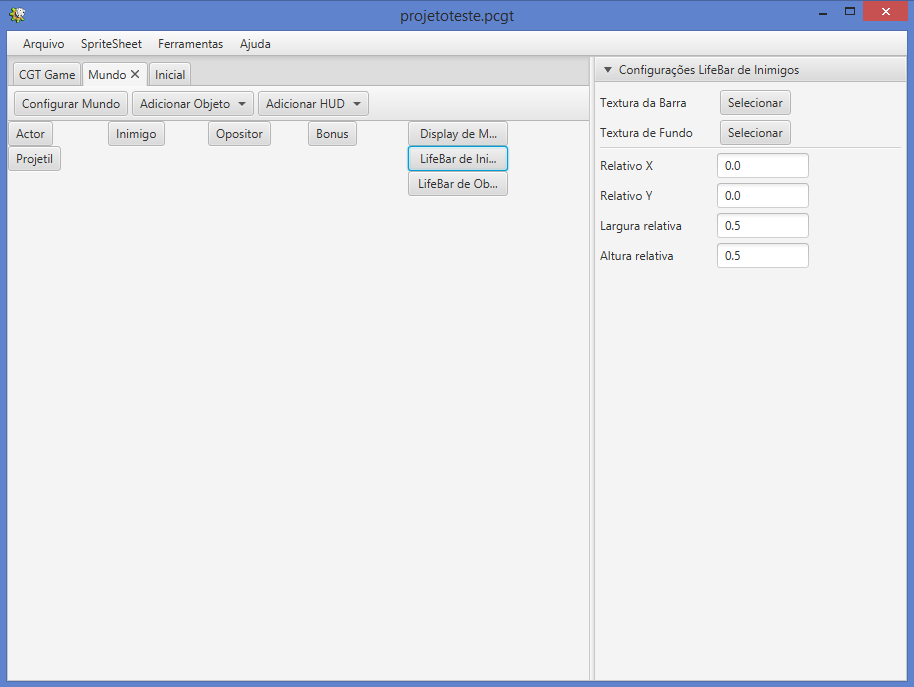 projetoteste.pcgt
Arquivo SpriteSheet Ferramentas Ajuda
CGT Game Mundo Inicial
Configurar Mundo Adicionar Objeto Adicionar HUD
Actor Inimigo Opositor Bonus Display de M...
Projetil LifeBar de Ini...
LifeBar de Ob...
Configurações LifeBar de Inimigos
Textura da Barra Selecionar
Textura de Fundo Selecionar
Relativo X 0.0
Relativo Y 0.0
Largura relativa 0.5
Altura relativa 0.5